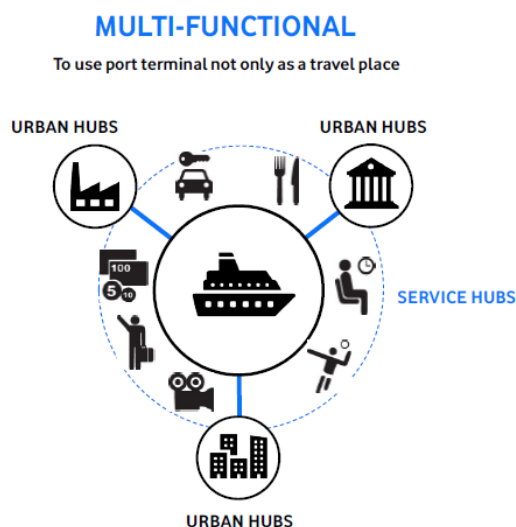 MULTI-FUNCTIONAL
To use port terminal not only as a travel place
URBAN HUBS
URBAN HUBS
100
5
10
SERVICE HUBS
URBAN HUBS